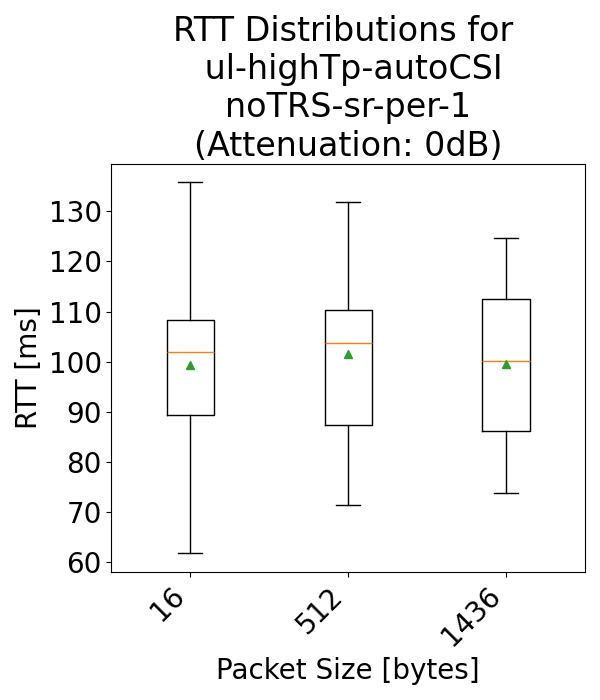 RTT Distributions for
ul-highTp-autoCSI
noTRS-sr-per-1
(Attenuation: 0dB)
130
120
110
100
90
80
70
60
RTT [ms]
16
512
1436
Packet Size [bytes]